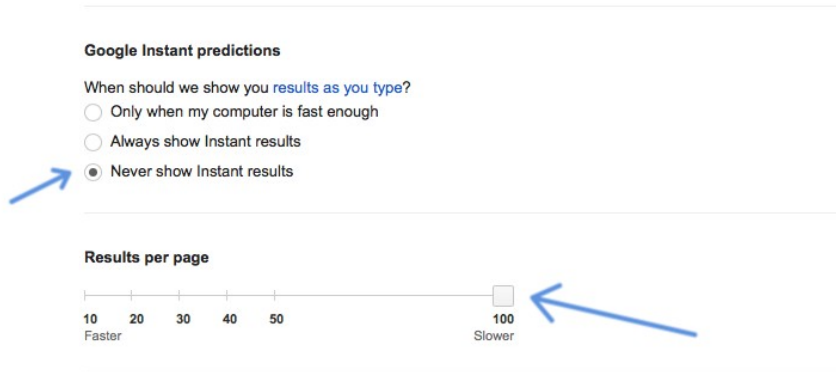 Google Instant predictions
When should we show you results as you type?
Only when my computer is fast enough
Always show Instant results
Never show Instant results
Results per page
10 20 30 40 50 100
Faster Slower